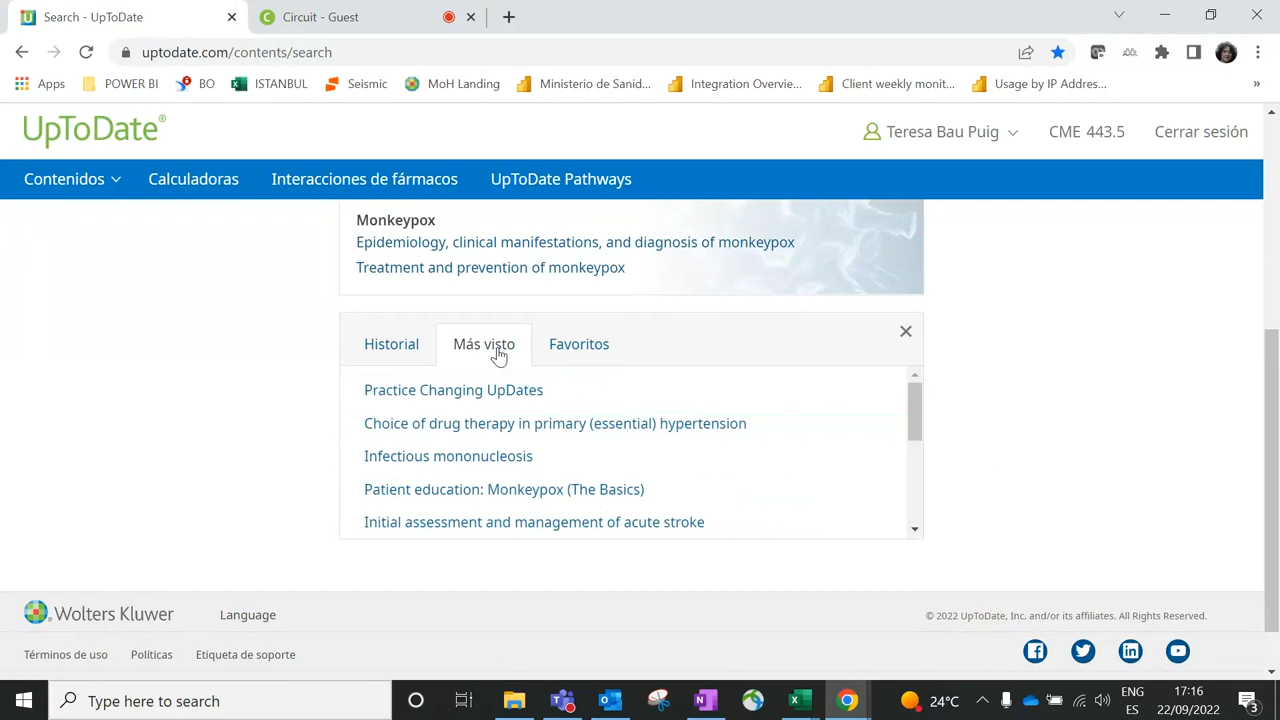 Search - UpToDate
Circuit - Guest
uptodate.com/contents/search
Apps
POWER BI
BO
ISTANBUL
Seismic
MoH Landing
Ministerio de Sanid...
Integration Overvie...
Client weekly monit...
Usage by IP Addres...
»
UpToDate®
Teresa Bau Puig
CME 443.5
Cerrar sesión
Contenidos
Calculadoras
Interacciones de fármacos
UpToDate Pathways
Monkeypox
Epidemiology, clinical manifestations, and diagnosis of monkeypox
Treatment and prevention of monkeypox
Historial
Más visto
Favoritos
Practice Changing UpDates
Choice of drug therapy in primary (essential) hypertension
Infectious mononucleosis
Patient education: Monkeypox (The Basics)
Initial assessment and management of acute stroke
Wolters Kluwer
Language
© 2022 UpToDate, Inc. and/or its affiliates. All Rights Reserved.
Términos de uso
Políticas
Etiqueta de soporte
Type here to search
24°C
ENG
ES
17:16
22/09/2022
3